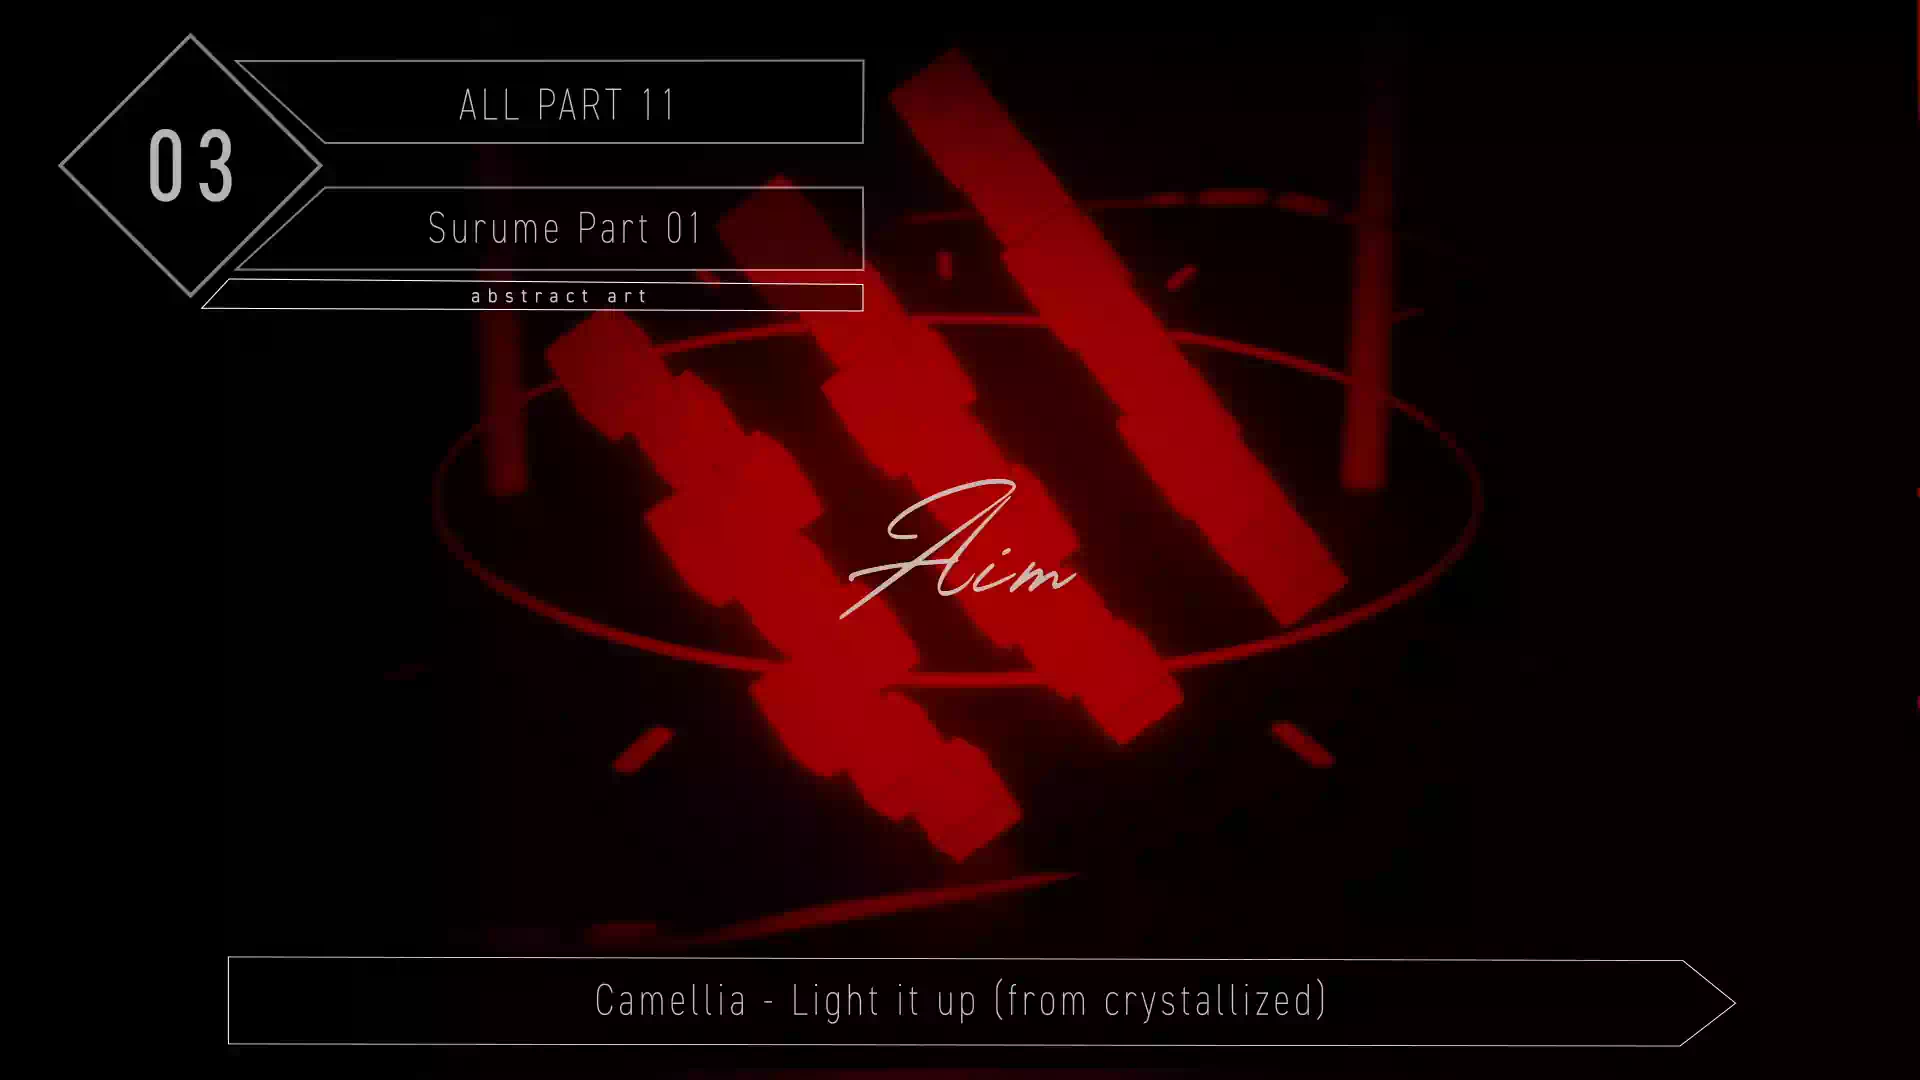 03
ALL PART 11
Surume Part 01
abstract art
Aim
Camellia - Light it up (from crystallized)